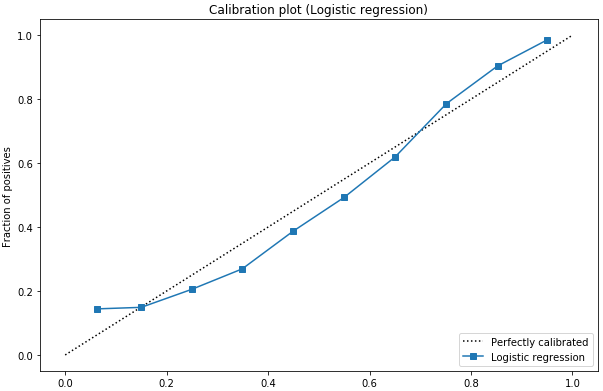 Calibration plot (Logistic regression)
Fraction of positives
1.0
0.8
0.6
0.4
0.2
0.0
0.0 0.2 0.4 0.6 0.8 1.0
Perfectly calibrated
Logistic regression